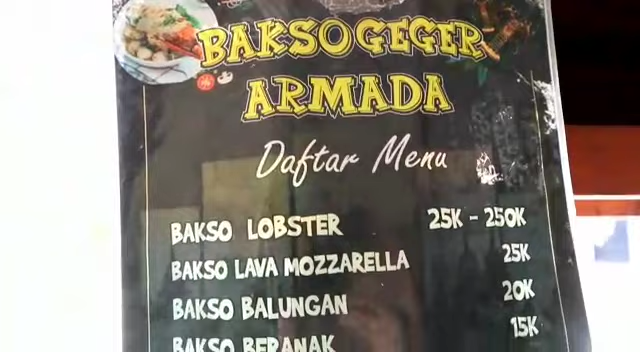 BAKSO GEGER
ARMADA
Daftar Menu
BAKSO LOBSTER 25K - 250K
BAKSO LAVA MOZZARELLA 25K
BAKSO BALUNGAN 20K
BAKSO BERANAK 15K